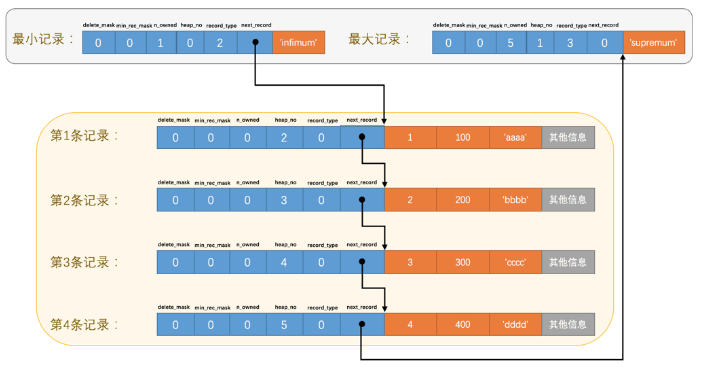 delete_mask min_rec_mask n_owned heap_no record_type next_record
最小记录： 0 0 1 0 2 'infimum'
delete_mask min_rec_mask n_owned heap_no record_type next_record
最大记录： 0 0 5 1 3 0 'supremum'
delete_mask min_rec_mask n_owned heap_no record_type next_record
第1条记录： 0 0 0 2 0 1 100 'aaaa' 其他信息
delete_mask min_rec_mask n_owned heap_no record_type next_record
第2条记录： 0 0 0 3 0 2 200 'bbbb' 其他信息
delete_mask min_rec_mask n_owned heap_no record_type next_record
第3条记录： 0 0 0 4 0 3 300 'cccc' 其他信息
delete_mask min_rec_mask n_owned heap_no record_type next_record
第4条记录： 0 0 0 5 0 4 400 'dddd' 其他信息